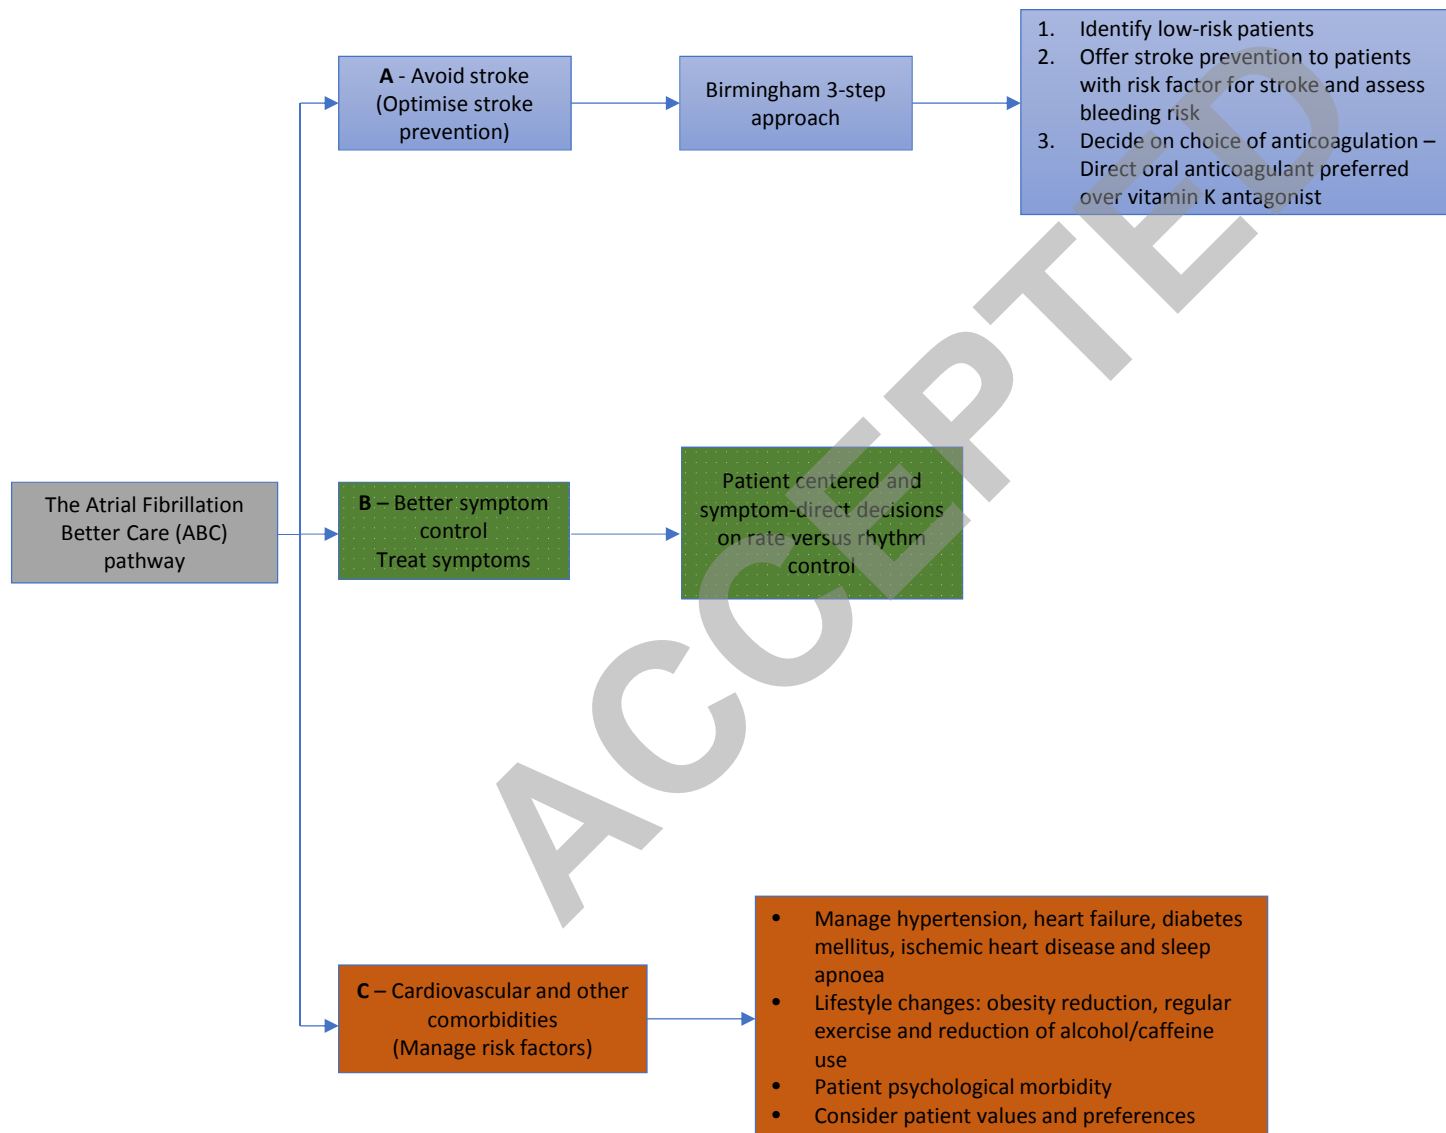 The Atrial Fibrillation
Better Care (ABC)
pathway
A - Avoid stroke
(Optimise stroke
prevention)
Birmingham 3-step
approach
1. Identify low-risk patients
2. Offer stroke prevention to patients
with risk factor for stroke and assess
bleeding risk
3. Decide on choice of anticoagulation –
Direct oral anticoagulant preferred
over vitamin K antagonist
B – Better symptom
control
Treat symptoms
Patient centered and
symptom-direct decisions
on rate versus rhythm
control
C – Cardiovascular and other
comorbidities
(Manage risk factors)
• Manage hypertension, heart failure, diabetes
mellitus, ischemic heart disease and sleep
apnoea
• Lifestyle changes: obesity reduction, regular
exercise and reduction of alcohol/caffeine
use
• Patient psychological morbidity
• Consider patient values and preferences
ACCEPTED